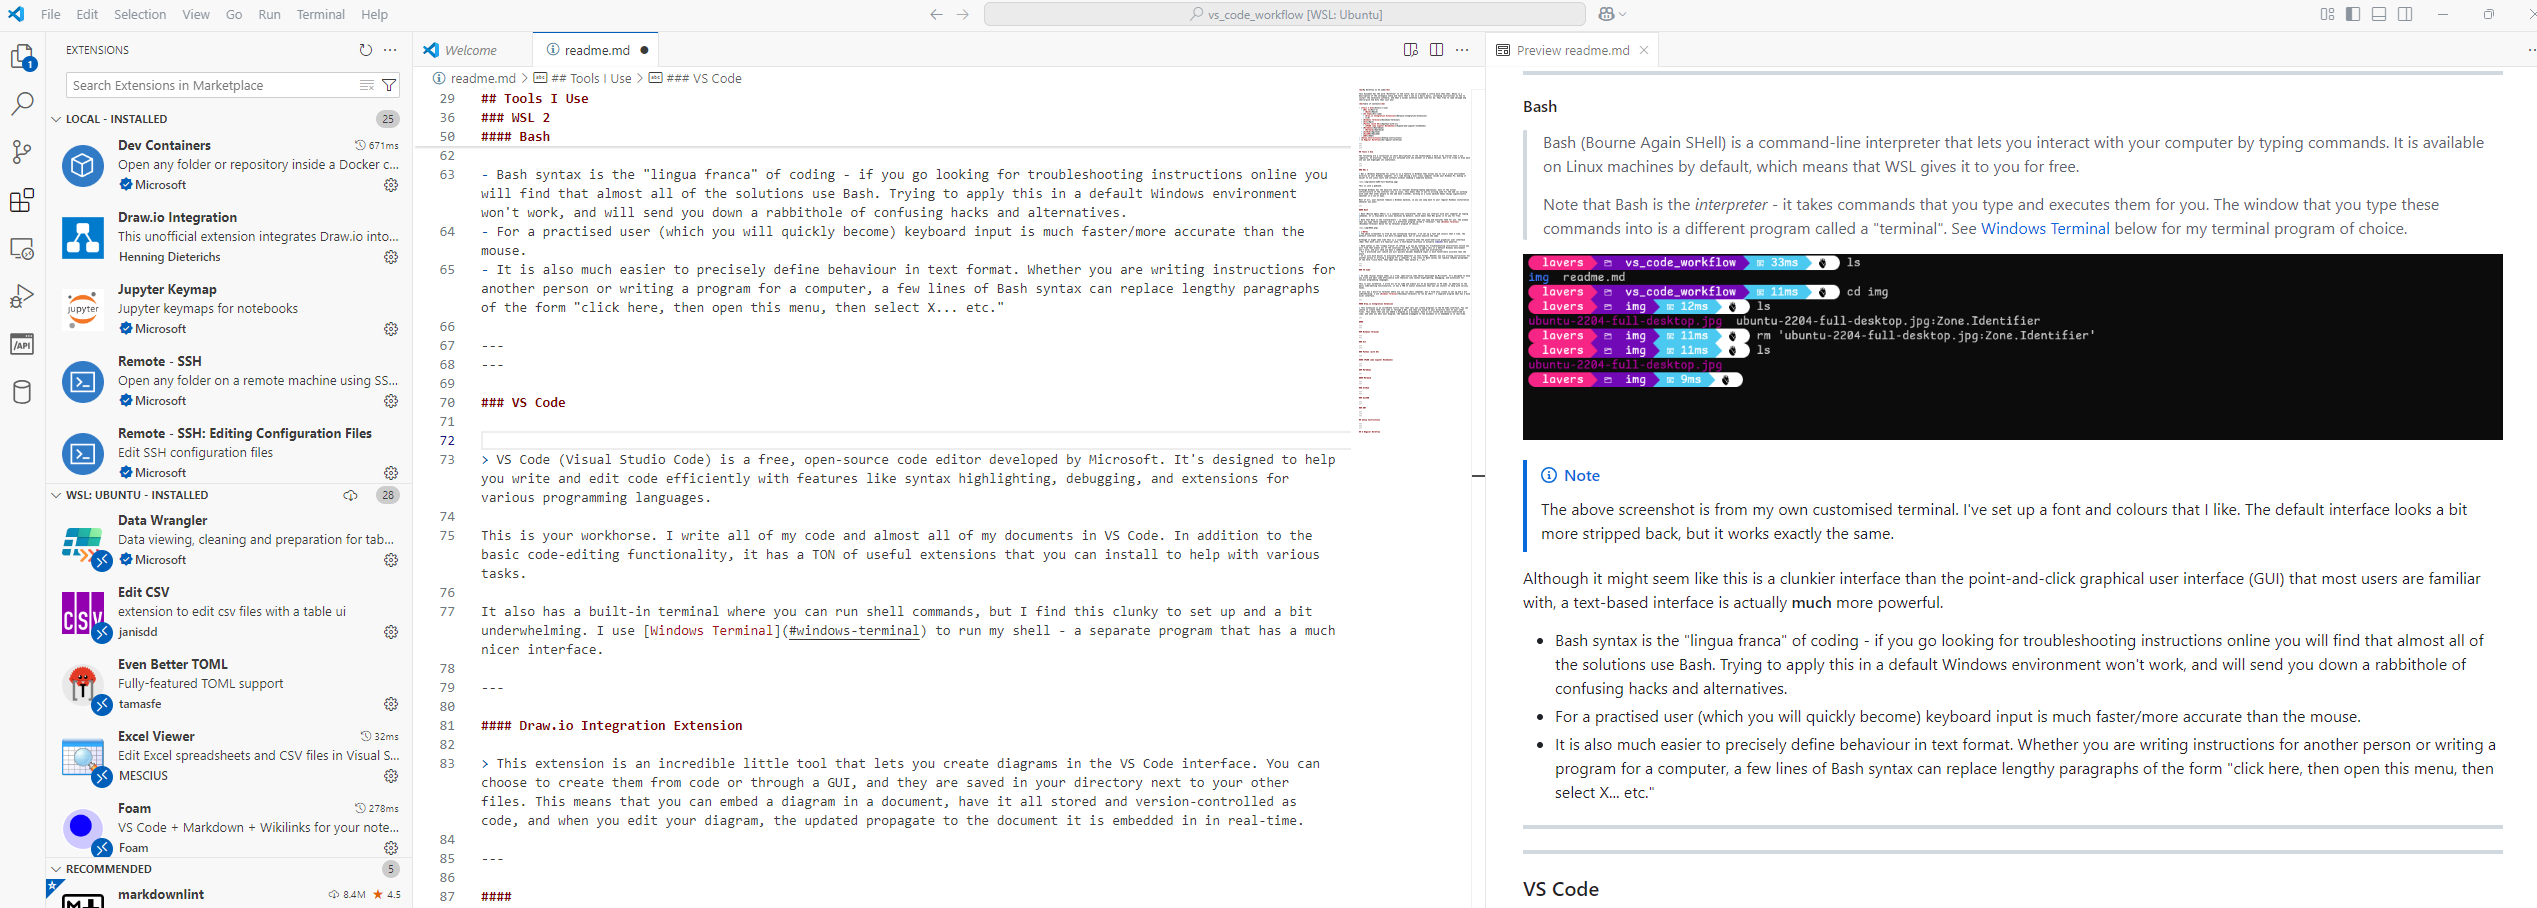 File Edit Selection View Go Run Terminal Help
vs_code_workflow [WSL: Ubuntu]
EXTENSIONS
1
Search Extensions in Marketplace
LOCAL - INSTALLED 25
Dev Containers 671ms
Open any folder or repository inside a Docker c...
Microsoft
Draw.io Integration
This unofficial extension integrates Draw.io into...
Henning Dieterichs
Jupyter Keymap
Jupyter keymaps for notebooks
Microsoft
jupyter
Remote - SSH
Open any folder on a remote machine using SS...
Microsoft
Remote - SSH: Editing Configuration Files
Edit SSH configuration files
Microsoft
/API
WSL: UBUNTU - INSTALLED 28
Data Wrangler
Data viewing, cleaning and preparation for tab...
Microsoft
Edit CSV
extension to edit csv files with a table ui
janisdd
CSV
Even Better TOML
Fully-featured TOML support
tamasfe
Excel Viewer 32ms
Edit Excel spreadsheets and CSV files in Visual S...
MESCIUS
Foam 278ms
VS Code + Markdown + Wikilinks for your note...
Foam
RECOMMENDED 5
markdownlint 8.4M 4.5
Welcome readme.md
readme.md > ## Tools I Use > ### VS Code
29 ## Tools I Use
36 ### WSL 2
50 #### Bash
62
63 - Bash syntax is the "lingua franca" of coding - if you go looking for troubleshooting instructions online you
will find that almost all of the solutions use Bash. Trying to apply this in a default Windows environment
won't work, and will send you down a rabbithole of confusing hacks and alternatives.
64 - For a practised user (which you will quickly become) keyboard input is much faster/more accurate than the
mouse.
65 - It is also much easier to precisely define behaviour in text format. Whether you are writing instructions for
another person or writing a program for a computer, a few lines of Bash syntax can replace lengthy paragraphs
of the form "click here, then open this menu, then select X... etc."
66
67 ---
68 ---
69
70 ### VS Code
71
72
73 > VS Code (Visual Studio Code) is a free, open-source code editor developed by Microsoft. It's designed to help
you write and edit code efficiently with features like syntax highlighting, debugging, and extensions for
various programming languages.
74
75 This is your workhorse. I write all of my code and almost all of my documents in VS Code. In addition to the
basic code-editing functionality, it has a TON of useful extensions that you can install to help with various
tasks.
76
77 It also has a built-in terminal where you can run shell commands, but I find this clunky to set up and a bit
underwhelming. I use [Windows Terminal](#windows-terminal) to run my shell - a separate program that has a much
nicer interface.
78
79 ---
80
81 #### Draw.io Integration Extension
82
83 > This extension is an incredible little tool that lets you create diagrams in the VS Code interface. You can
choose to create them from code or through a GUI, and they are saved in your directory next to your other
files. This means that you can embed a diagram in a document, have it all stored and version-controlled as
code, and when you edit your diagram, the updated propagate to the document it is embedded in in real-time.
84
85 ---
86
87 ####
Preview readme.md
Bash
Bash (Bourne Again SHell) is a command-line interpreter that lets you interact with your computer by typing commands. It is available
on Linux machines by default, which means that WSL gives it to you for free.
Note that Bash is the interpreter - it takes commands that you type and executes them for you. The window that you type these
commands into is a different program called a "terminal". See Windows Terminal below for my terminal program of choice.
lavers vs_code_workflow 33ms ls
img readme.md
lavers vs_code_workflow 11ms cd img
lavers img 12ms ls
ubuntu-2204-full-desktop.jpg ubuntu-2204-full-desktop.jpg:Zone.Identifier
lavers img 11ms rm 'ubuntu-2204-full-desktop.jpg:Zone.Identifier'
lavers img 11ms ls
ubuntu-2204-full-desktop.jpg
lavers img 9ms
Note
The above screenshot is from my own customised terminal. I've set up a font and colours that I like. The default interface looks a bit
more stripped back, but it works exactly the same.
Although it might seem like this is a clunkier interface than the point-and-click graphical user interface (GUI) that most users are familiar
with, a text-based interface is actually much more powerful.
• Bash syntax is the "lingua franca" of coding - if you go looking for troubleshooting instructions online you will find that almost all of
the solutions use Bash. Trying to apply this in a default Windows environment won't work, and will send you down a rabbithole of
confusing hacks and alternatives.
• For a practised user (which you will quickly become) keyboard input is much faster/more accurate than the mouse.
• It is also much easier to precisely define behaviour in text format. Whether you are writing instructions for another person or writing a
program for a computer, a few lines of Bash syntax can replace lengthy paragraphs of the form "click here, then open this menu, then
select X... etc."
VS Code